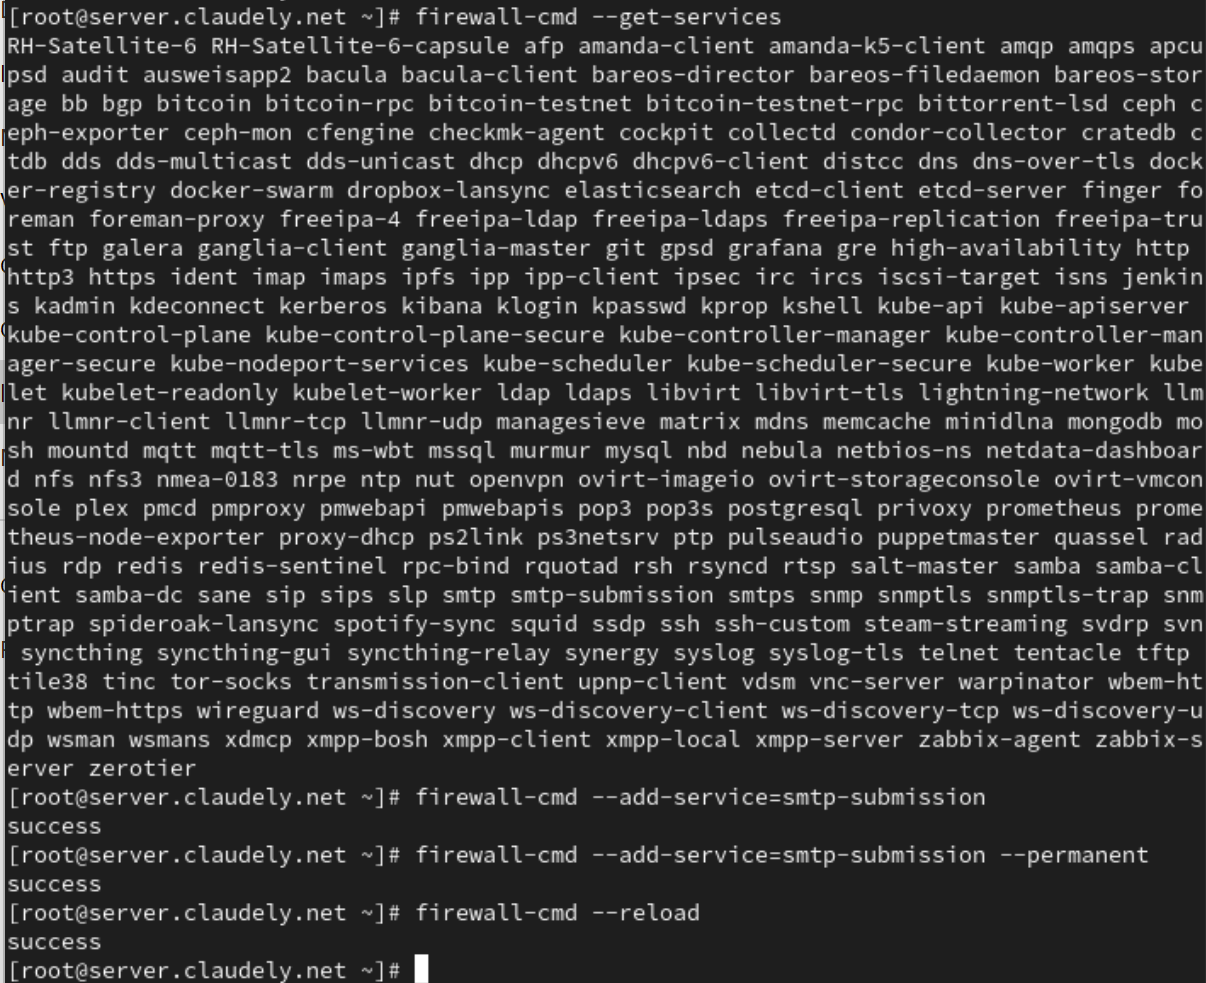 [root@server.claudely.net ~]# firewall-cmd --get-services
RH-Satellite-6 RH-Satellite-6-capsule afp amanda-client amanda-k5-client amqp amqps apcu
psd audit ausweisapp2 bacula bacula-client bareos-director bareos-filedaemon bareos-stor
age bb bgp bitcoin bitcoin-rpc bitcoin-testnet bitcoin-testnet-rpc bittorrent-lsd ceph c
eph-exporter ceph-mon cfengine checkmk-agent cockpit collectd condor-collector cratedb c
tdb dds dds-multicast dds-unicast dhcp dhcpv6 dhcpv6-client distcc dns dns-over-tls dock
er-registry docker-swarm dropbox-lansync elasticsearch etcd-client etcd-server finger fo
reman foreman-proxy freeipa-4 freeipa-ldap freeipa-ldaps freeipa-replication freeipa-tru
st ftp galera ganglia-client ganglia-master git gpsd grafana gre high-availability http
http3 https ident imap imaps ipfs ipp ipp-client ipsec irc ircs iscsi-target isns jenkin
s kadmin kdeconnect kerberos kibana klogin kpasswd kprop kshell kube-api kube-apiserver
kube-control-plane kube-control-plane-secure kube-controller-manager kube-controller-man
ager-secure kube-nodeport-services kube-scheduler kube-scheduler-secure kube-worker kube
let kubelet-readonly kubelet-worker ldap ldaps libvirt libvirt-tls lightning-network llm
nr llmnr-client llmnr-tcp llmnr-udp managesieve matrix mdns memcache minidlna mongodb mo
sh mountd mqtt mqtt-tls ms-wbt mssql murmur mysql nbd nebula netbios-ns netdata-dashboar
d nfs nfs3 nmea-0183 nrpe ntp nut openvpn ovirt-imageio ovirt-storageconsole ovirt-vmcon
sole plex pmcd pmproxy pmwebapi pmwebapis pop3 pop3s postgresql privoxy prometheus prome
theus-node-exporter proxy-dhcp ps2link ps3netsrv ptp pulseaudio puppetmaster quassel rad
ius rdp redis redis-sentinel rpc-bind rquotad rsh rsyncd rtsp salt-master samba samba-cl
ient samba-dc sane sip sips slp smtp smtp-submission smtps snmp snmptls snmptls-trap snm
ptrap spideroak-lansync spotify-sync squid ssdp ssh ssh-custom steam-streaming svdrp svn
syncthing syncthing-gui syncthing-relay synergy syslog syslog-tls telnet tentacle tftp
tile38 tinc tor-socks transmission-client upnp-client vdsm vnc-server warpinator wbem-ht
tp wbem-https wireguard ws-discovery ws-discovery-client ws-discovery-tcp ws-discovery-u
dp wsman wsmans xdmcp xmpp-bosh xmpp-client xmpp-local xmpp-server zabbix-agent zabbix-s
erver zerotier
[root@server.claudely.net ~]# firewall-cmd --add-service=smtp-submission
success
[root@server.claudely.net ~]# firewall-cmd --add-service=smtp-submission --permanent
success
[root@server.claudely.net ~]# firewall-cmd --reload
success
[root@server.claudely.net ~]#